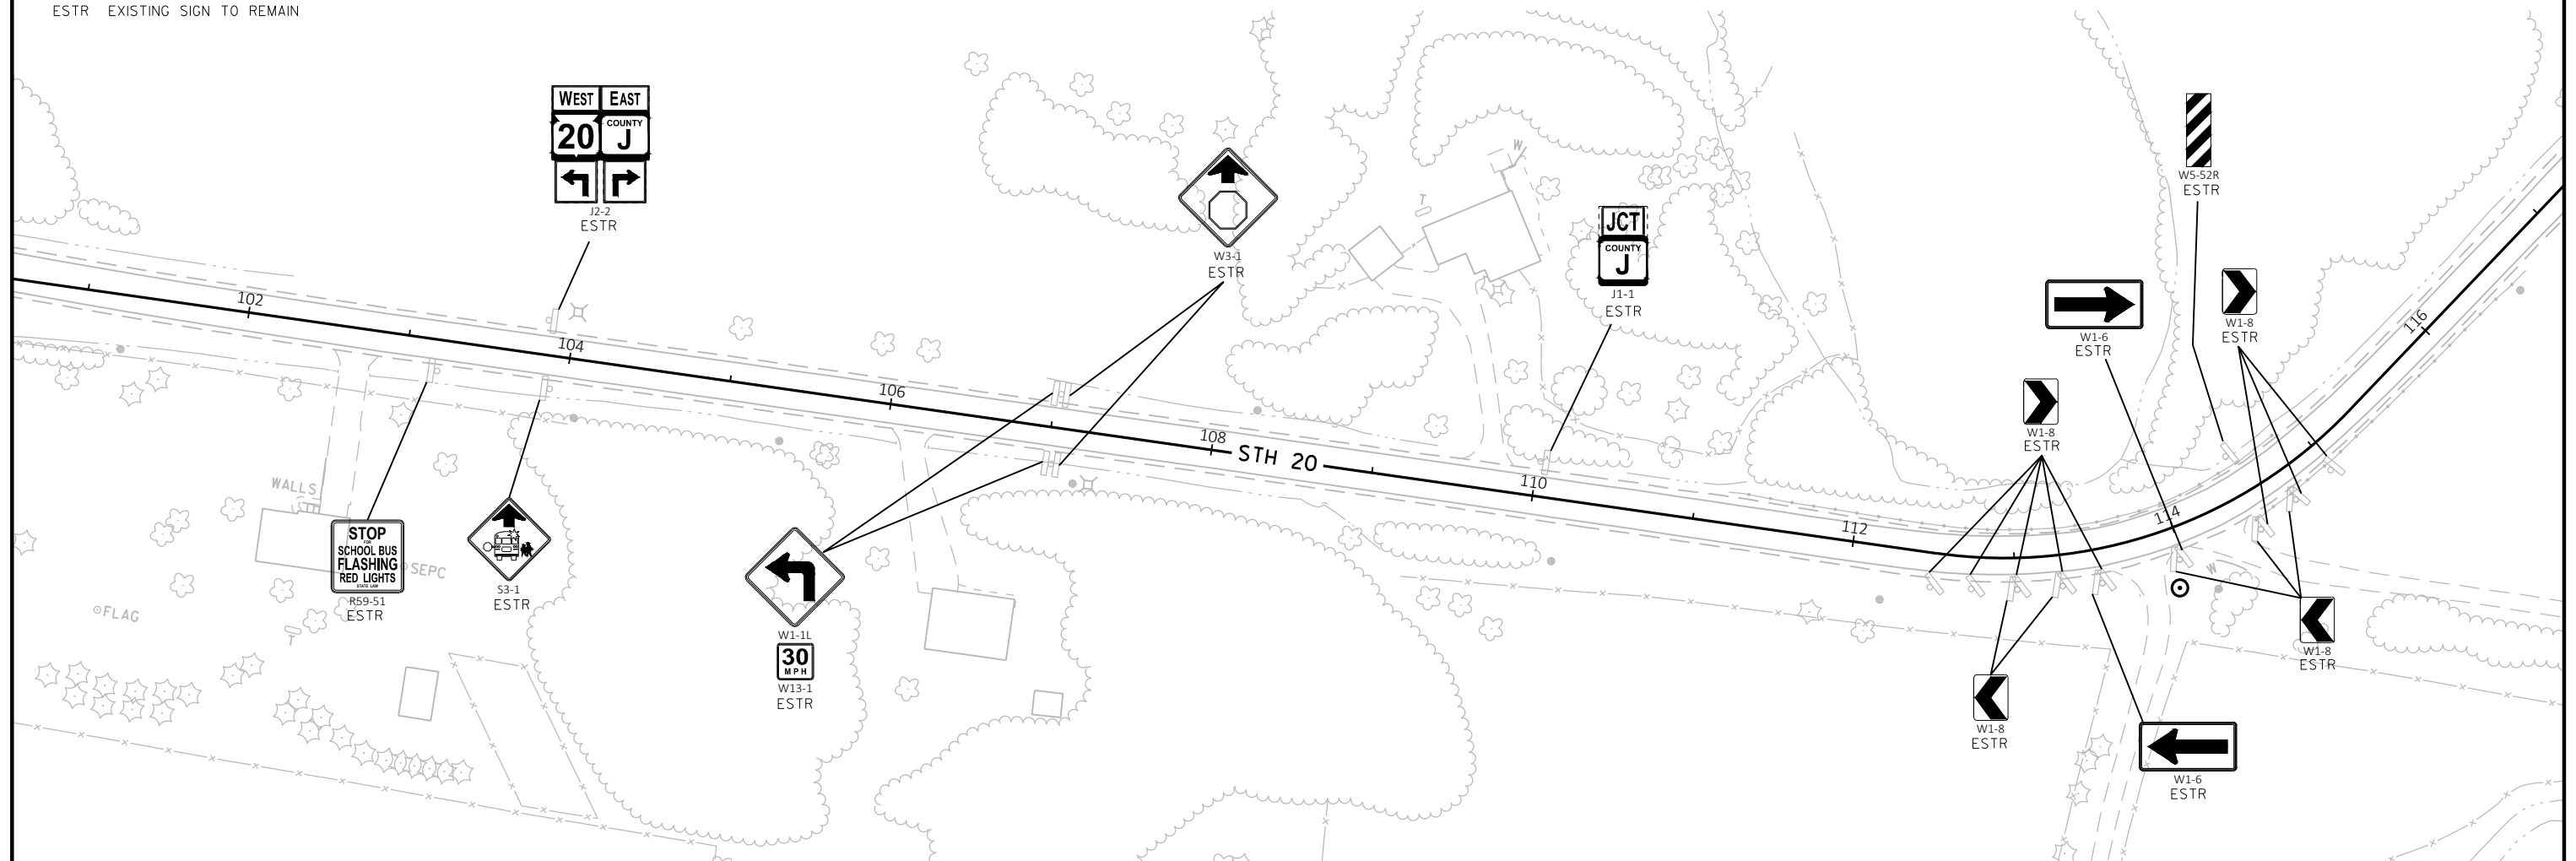 ESTR EXISTING SIGN TO REMAIN
WEST EAST
20 COUNTY J
J2-2
ESTR
W3-1
ESTR
JCT
COUNTY
J
J1-1
ESTR
W5-52R
ESTR
W1-8
ESTR
W1-6
ESTR
W1-8
ESTR
102
104
106
108
STH 20
110
112
114
116
W
T
WALLS
STOP
FOR
SCHOOL BUS
FLASHING
RED LIGHTS
STATE LAW
R59-51
ESTR
SEPC
FLAG
T
S3-1
ESTR
W1-1L
30
MPH
W13-1
ESTR
W
W1-8
ESTR
W1-8
ESTR
W1-6
ESTR